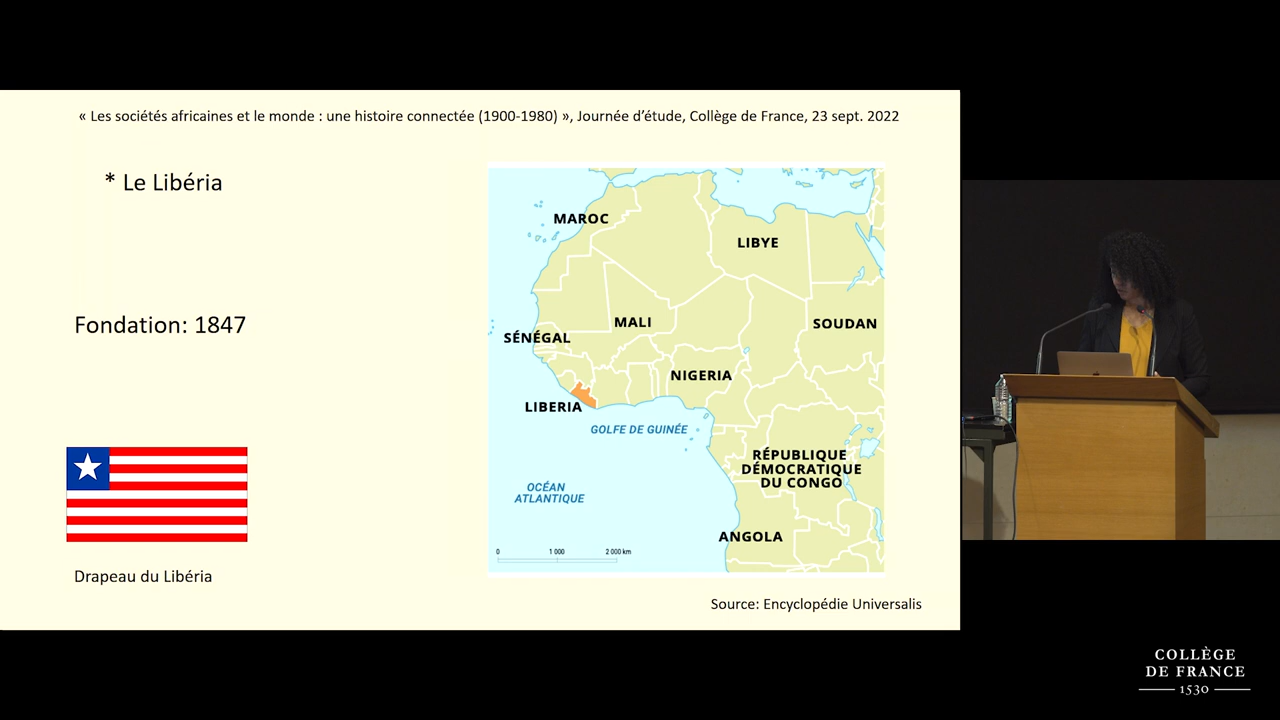 « Les sociétés africaines et le monde : une histoire connectée (1900-1980) », Journée d'étude, Collège de France, 23 sept. 2022
* Le Libéria
Fondation: 1847
Drapeau du Libéria
MAROC
LIBYE
MALI
SOUDAN
SÉNÉGAL
NIGERIA
LIBERIA
GOLFE DE GUINÉE
RÉPUBLIQUE
DÉMOCRATIQUE
DU CONGO
OCÉAN
ATLANTIQUE
ANGOLA
0 1 000 2 000 km
Source: Encyclopédie Universalis
COLLÈGE
DE FRANCE
1530